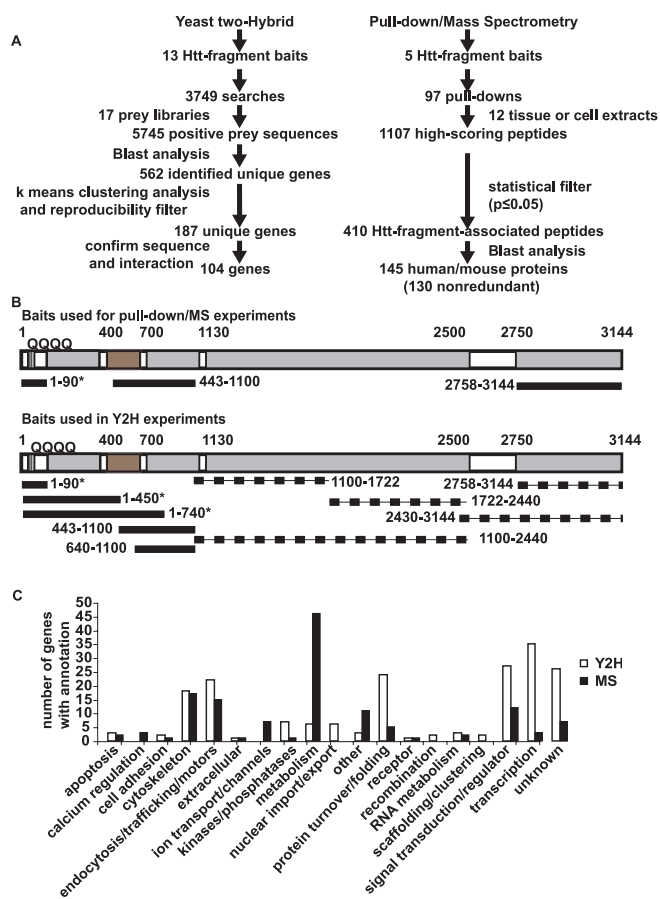 A
Yeast two-Hybrid
13 Htt-fragment baits
3749 searches
17 prey libraries
5745 positive prey sequences
Blast analysis
562 identified unique genes
k means clustering analysis
and reproducibility filter
187 unique genes
confirm sequence
and interaction
104 genes
Pull-down/Mass Spectrometry
5 Htt-fragment baits
97 pull-downs
12 tissue or cell extracts
1107 high-scoring peptides
statistical filter
(p≤0.05)
410 Htt-fragment-associated peptides
Blast analysis
145 human/mouse proteins
(130 nonredundant)
B
Baits used for pull-down/MS experiments
1 400 700 1130 2500 2750 3144
QQQQ
1-90* 443-1100 2758-3144
Baits used in Y2H experiments
1 400 700 1130 2500 2750 3144
QQQQ
1-90* 1100-1722 2758-3144
1-450* 1722-2440
1-740* 2430-3144
443-1100
640-1100 1100-2440
C
number of genes
with annotation
50
45
40
35
30
25
20
15
10
5
0
Y2H
MS
apoptosis
calcium regulation
cell adhesion
cytoskeleton
endocytosis/trafficking/motors
extracellular
ion transport/channels
kinases/phosphatases
metabolism
nuclear import/export
other
protein turnover/folding
receptor
recombination
RNA metabolism
scaffolding/clustering
signal transduction/regulator
transcription
unknown